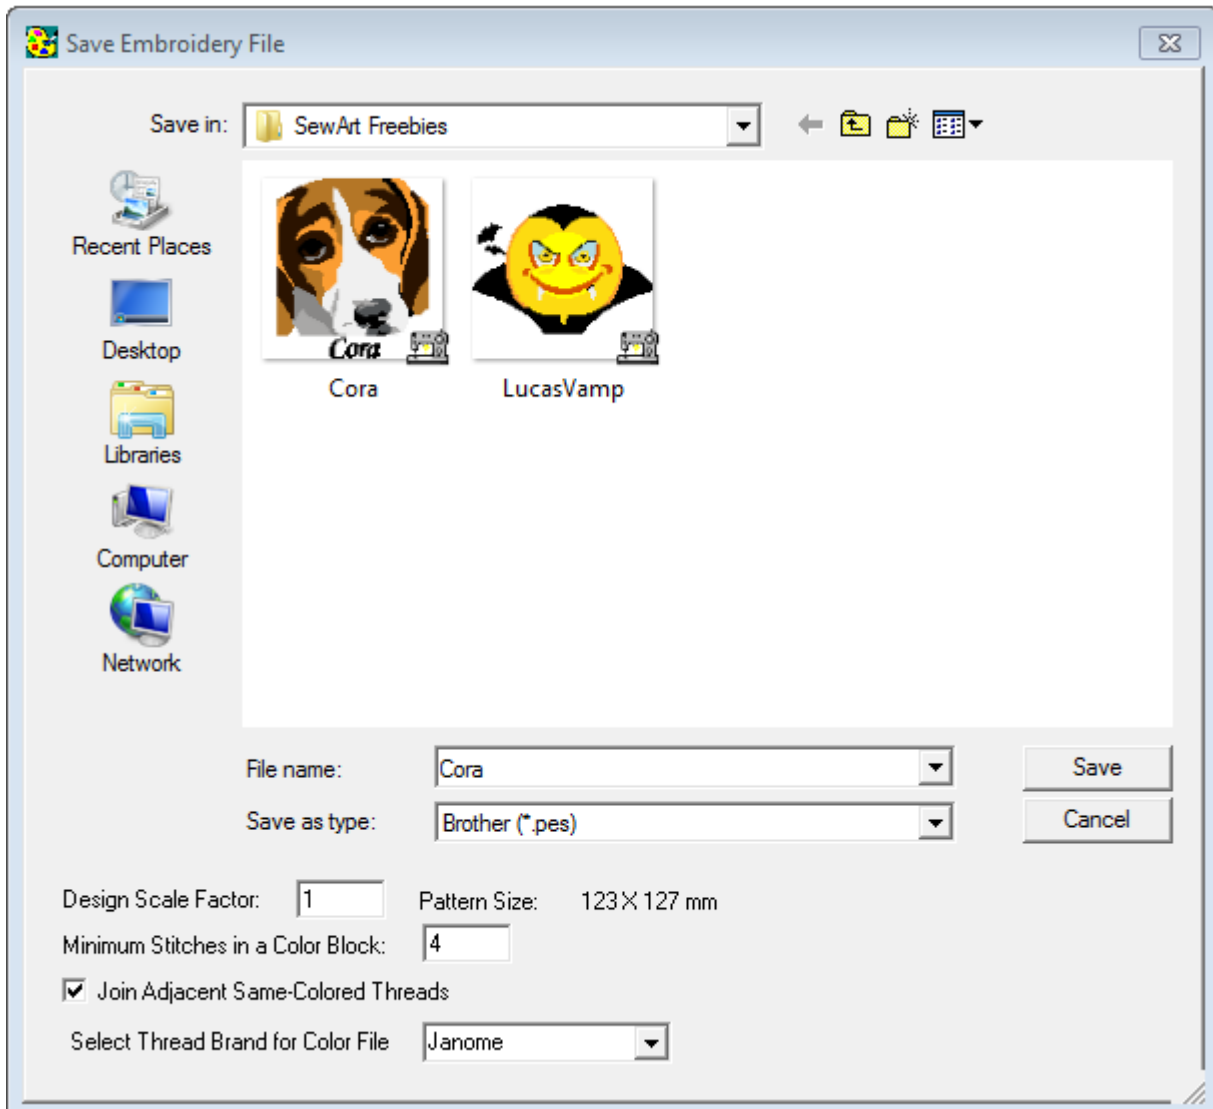 Save Embroidery File
Save in: SewArt Freebies
Recent Places
Desktop
Libraries
Computer
Network
Cora
Cora
LucasVamp
File name: Cora Save
Save as type: Brother (*.pes) Cancel
Design Scale Factor: 1 Pattern Size: 123 X 127 mm
Minimum Stitches in a Color Block: 4
Join Adjacent Same-Colored Threads
Select Thread Brand for Color File Janome